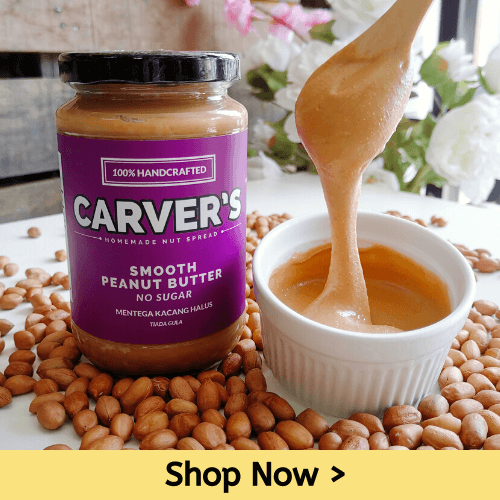 100% HANDCRAFTED
CARVER'S
HOMEMADE NUT SPREAD
SMOOTH
PEANUT BUTTER
NO SUGAR
MENTEGA KACANG HALUS
TIADA GULA
Shop Now >